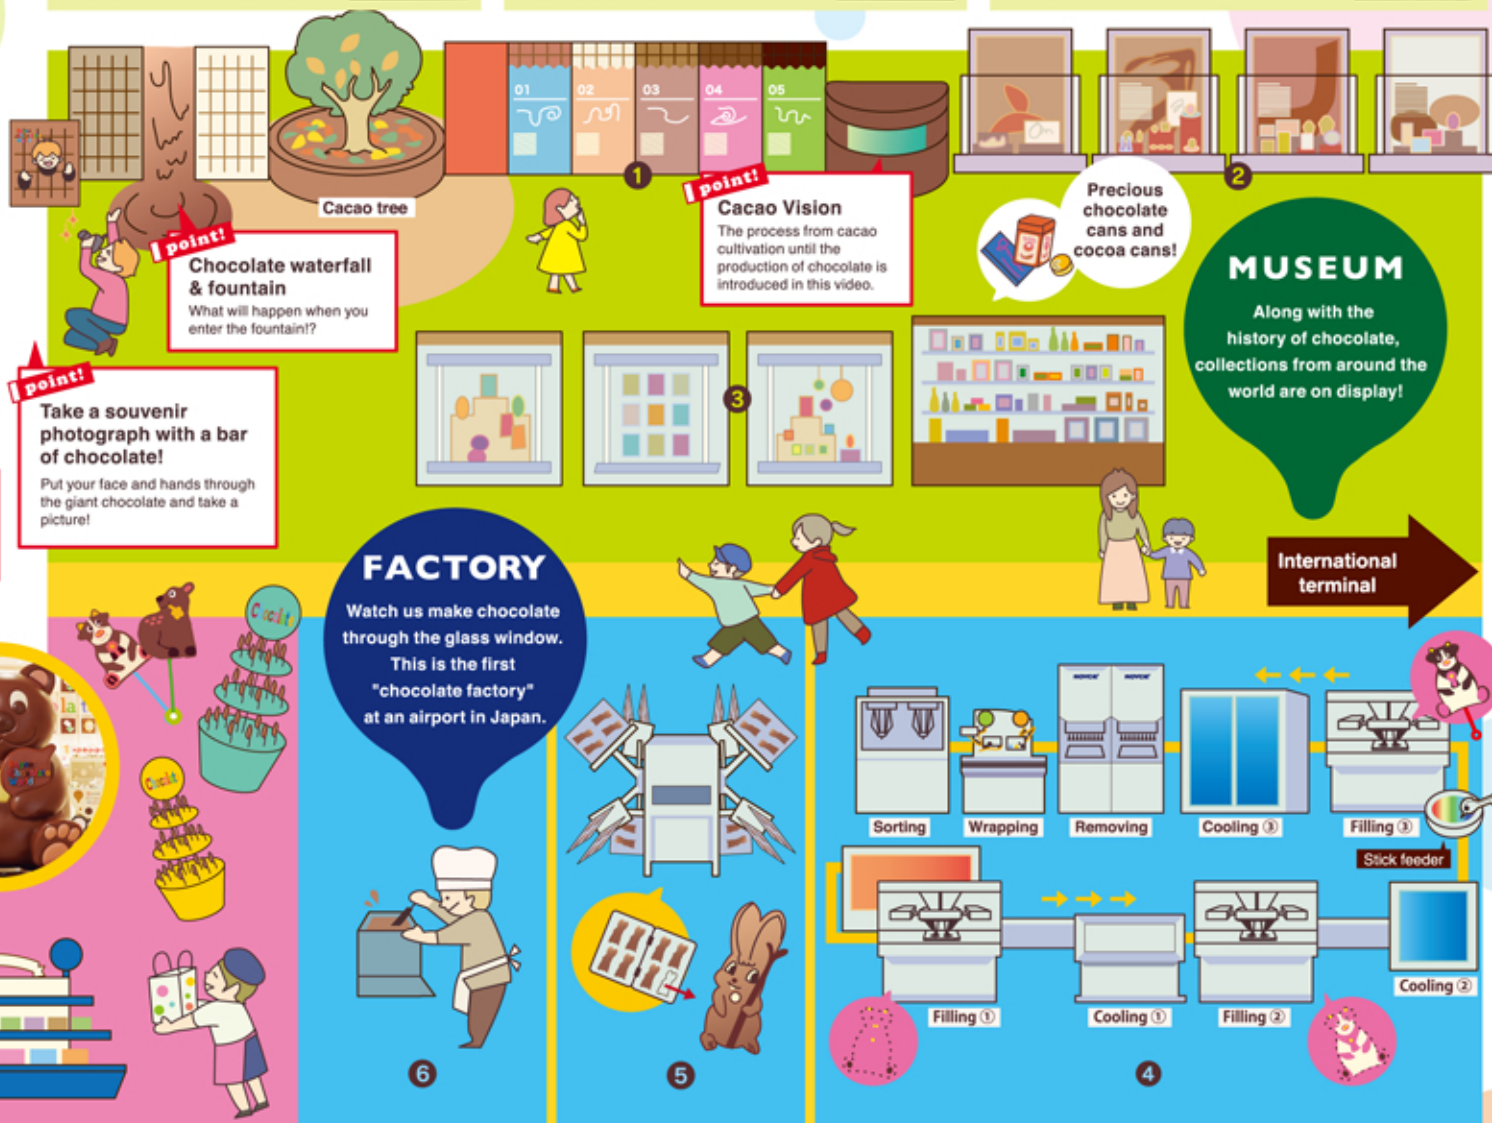 01
02
03
04
05
1
2
Cacao tree
point!
Chocolate waterfall
& fountain
What will happen when you
enter the fountain!?
point!
Cacao Vision
The process from cacao
cultivation until the
production of chocolate is
introduced in this video.
Precious
chocolate
cans and
cocoa cans!
MUSEUM
Along with the
history of chocolate,
collections from around the
world are on display!
point!
Take a souvenir
photograph with a bar
of chocolate!
Put your face and hands through
the giant chocolate and take a
picture!
3
International
terminal
FACTORY
Watch us make chocolate
through the glass window.
This is the first
"chocolate factory"
at an airport in Japan.
Chocolate
Chocolat
Sorting
Wrapping
Removing
Cooling ③
Filling ③
Stick feeder
Filling ①
Cooling ①
Filling ②
Cooling ②
6
5
4